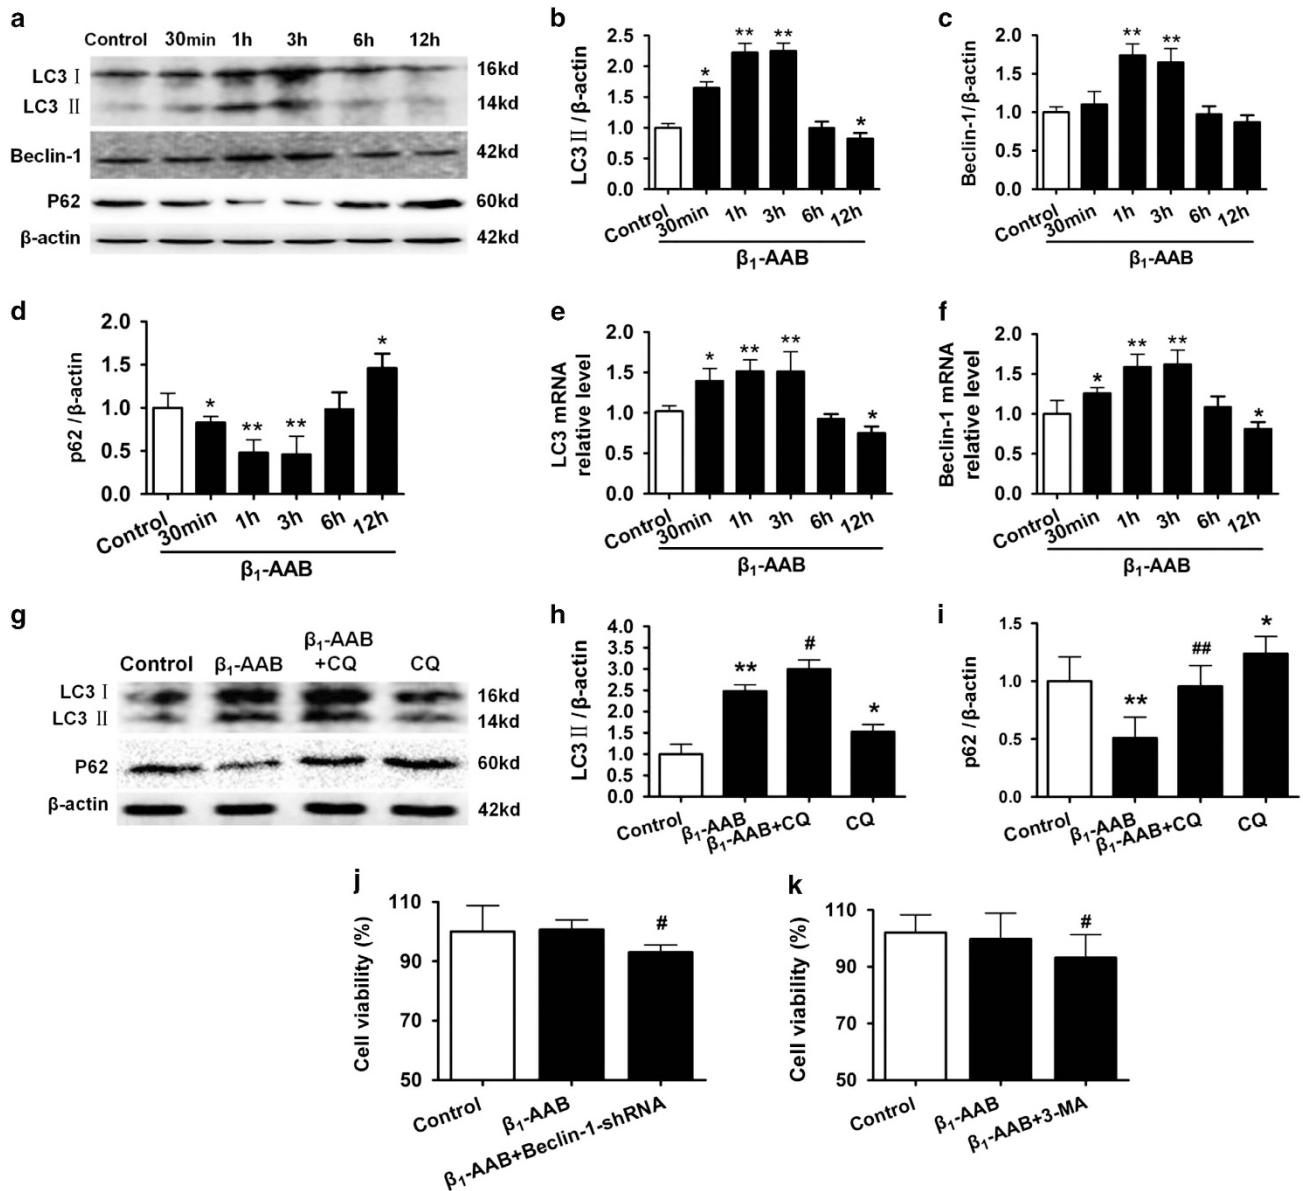 a
Control 30min 1h 3h 6h 12h
LC3 Ⅰ 16kd
LC3 Ⅱ 14kd
Beclin-1 42kd
P62 60kd
β-actin 42kd
b
LC3 Ⅱ / β-actin
2.5
2.0
1.5
1.0
0.5
0.0
* ** ** *
Control 30min 1h 3h 6h 12h
β₁-AAB
c
Beclin-1/β-actin
2.0
1.5
1.0
0.5
0.0
** **
Control 30min 1h 3h 6h 12h
β₁-AAB
d
p62 /β-actin
2.0
1.5
1.0
0.5
0.0
* ** ** *
Control 30min 1h 3h 6h 12h
β₁-AAB
e
LC3 mRNA
relative level
2.0
1.5
1.0
0.5
0.0
* ** ** *
Control 30min 1h 3h 6h 12h
β₁-AAB
f
Beclin-1 mRNA
relative level
2.0
1.5
1.0
0.5
0.0
* ** ** *
Control 30min 1h 3h 6h 12h
β₁-AAB
g
Control β₁-AAB β₁-AAB
+CQ CQ
LC3 Ⅰ 16kd
LC3 Ⅱ 14kd
P62 60kd
β-actin 42kd
h
LC3 Ⅱ / β-actin
4.0
3.5
3.0
2.5
2.0
1.5
1.0
0.5
0.0
** # *
Control β₁-AAB β₁-AAB+CQ CQ
i
p62 /β-actin
1.5
1.0
0.5
0.0
** ## *
Control β₁-AAB β₁-AAB+CQ CQ
j
Cell viability (%)
110
90
70
50
#
Control β₁-AAB β₁-AAB+Beclin-1-shRNA
k
Cell viability (%)
110
90
70
50
#
Control β₁-AAB β₁-AAB+3-MA